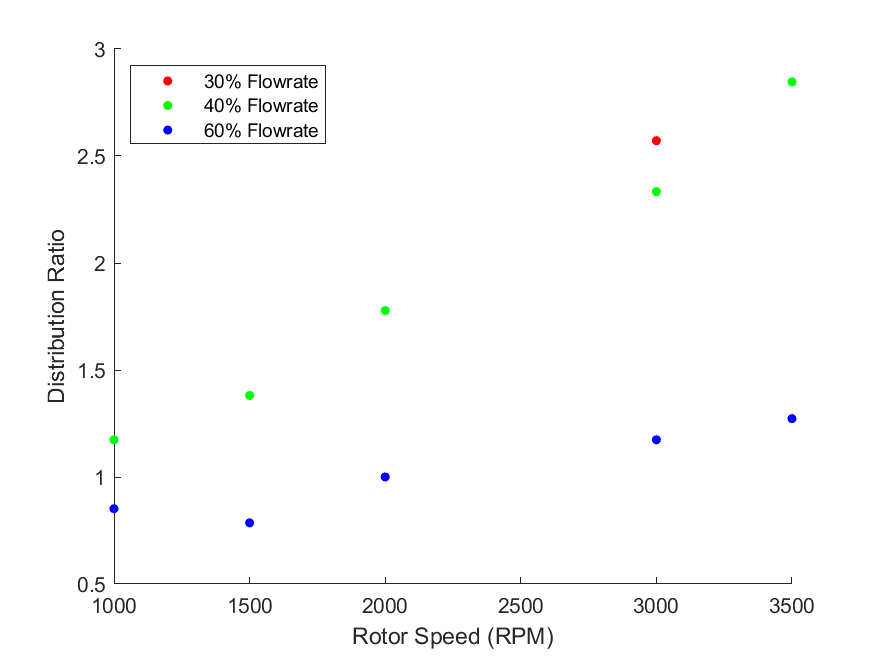 3
30% Flowrate
40% Flowrate
60% Flowrate
2.5
2
1.5
1
0.5
Distribution Ratio
1000 1500 2000 2500 3000 3500
Rotor Speed (RPM)